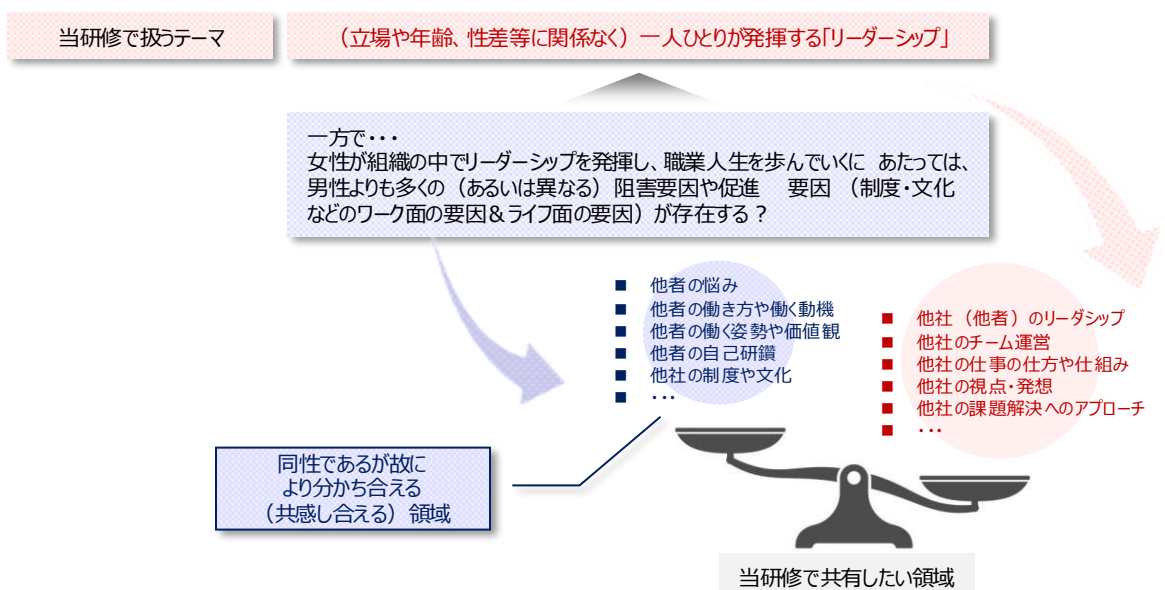 当研修で扱うテーマ
（立場や年齢、性差等に関係なく）一人ひとりが発揮する「リーダーシップ」
一方で・・・
女性が組織の中でリーダーシップを発揮し、職業人生を歩んでいくに あたっては、
男性よりも多くの（あるいは異なる）阻害要因や促進　要因 （制度・文化
などのワーク面の要因＆ライフ面の要因）が存在する？
■ 他者の悩み
■ 他者の働き方や働く動機
■ 他者の働く姿勢や価値観
■ 他者の自己研鑽
■ 他社の制度や文化
■ ・・・
■ 他社（他者）のリーダシップ
■ 他社のチーム運営
■ 他社の仕事の仕方や仕組み
■ 他社の視点・発想
■ 他社の課題解決へのアプローチ
■ ・・・
同性であるが故に
より分かち合える
（共感し合える）領域
当研修で共有したい領域